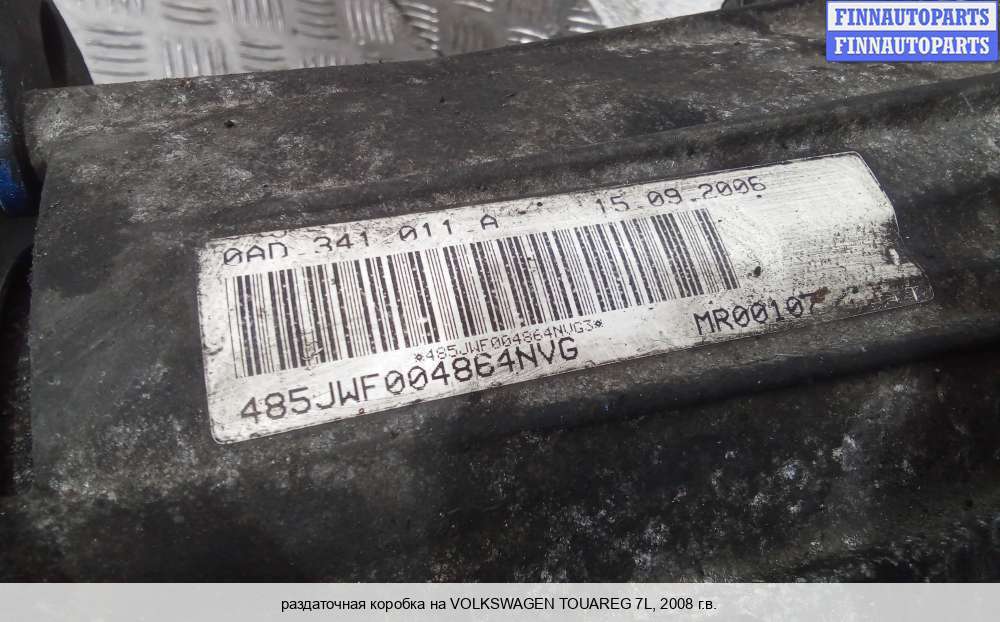 FINNAUTOPARTS
FINNAUTOPARTS
0AD 341 011 A 15.09.2006
*485JWF004864NVG3*
MR00107
485JWF004864NVG
раздаточная коробка на VOLKSWAGEN TOUAREG 7L, 2008 г.в.